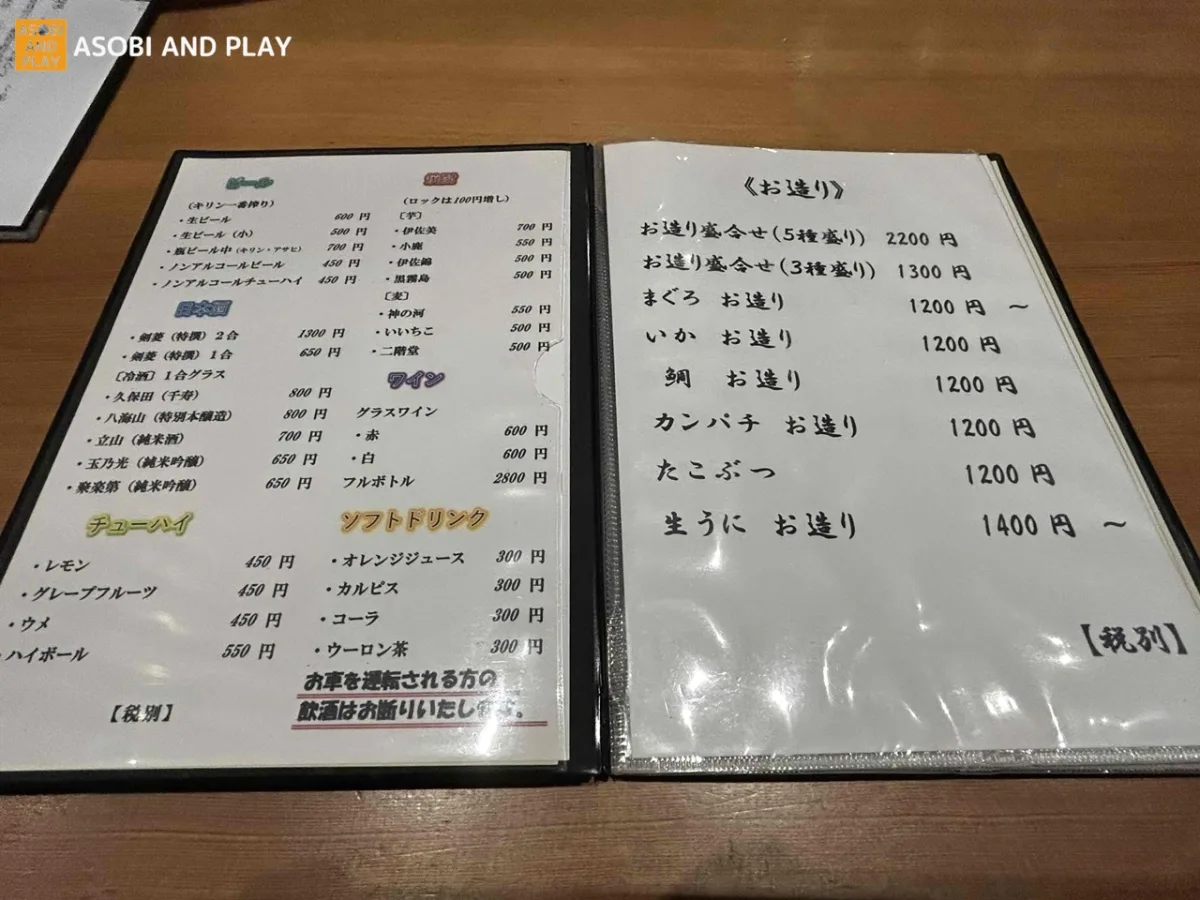 ASOBI AND PLAY
ASOBI
AND
PLAY
ビール
(キリン一番搾り)
・生ビール 600 円
・生ビール (小) 500 円
・瓶ビール中 (キリン・アサヒ) 700 円
・ノンアルコールビール 450 円
・ノンアルコールチューハイ 450 円
日本酒
・剣菱 (特撰) 2合 1300 円
・剣菱 (特撰) 1合 650 円
〔冷酒〕1合グラス
・久保田 (千寿) 800 円
・八海山 (特別本醸造) 800 円
・立山 (純米酒) 700 円
・玉乃光 (純米吟醸) 650 円
・聚楽第 (純米吟醸) 650 円
チューハイ
・レモン 450 円
・グレープフルーツ 450 円
・ウメ 450 円
・ハイボール 550 円
【税別】
焼酎
(ロックは100円増し)
〔芋〕
・伊佐美 700 円
・小鹿 550 円
・伊佐錦 500 円
・黒霧島 500 円
〔麦〕
・神の河 550 円
・いいちこ 500 円
・二階堂 500 円
ワイン
グラスワイン
・赤 600 円
・白 600 円
フルボトル 2800 円
ソフトドリンク
・オレンジジュース 300 円
・カルピス 300 円
・コーラ 300 円
・ウーロン茶 300 円
お車を運転される方の
飲酒はお断りいたします。
《お造り》
お造り盛合せ(5種盛り) 2200 円
お造り盛合せ(3種盛り) 1300 円
まぐろ お造り 1200 円 ～
いか お造り 1200 円
鯛 お造り 1200 円
カンパチ お造り 1200 円
たこぶつ 1200 円
生うに お造り 1400 円 ～
【税別】